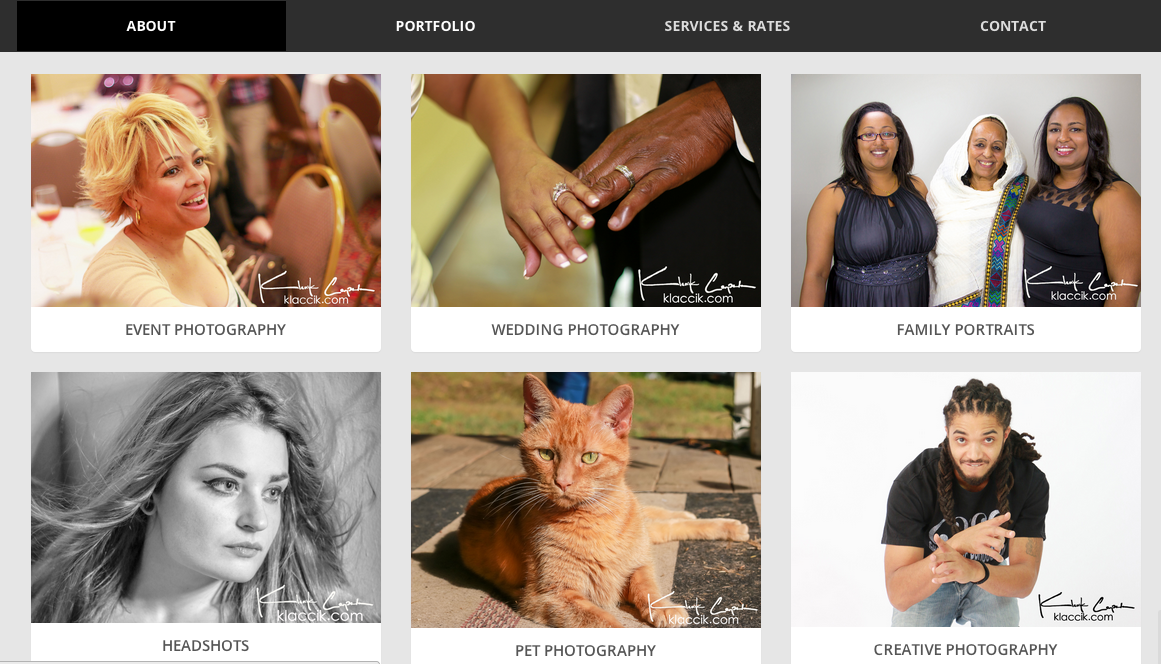 ABOUT
PORTFOLIO
SERVICES & RATES
CONTACT
klaccik.com
klaccik.com
klaccik.com
EVENT PHOTOGRAPHY
WEDDING PHOTOGRAPHY
FAMILY PORTRAITS
klaccik.com
klaccik.com
klaccik.com
HEADSHOTS
PET PHOTOGRAPHY
CREATIVE PHOTOGRAPHY